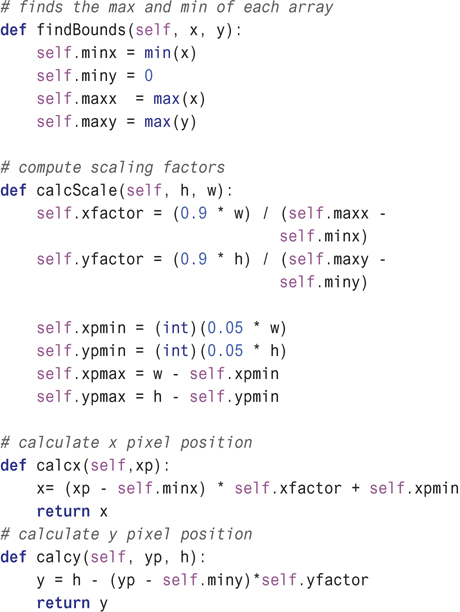 # finds the max and min of each array
def findBounds(self, x, y):
    self.minx = min(x)
    self.miny = 0
    self.maxx  = max(x)
    self.maxy = max(y)

# compute scaling factors
def calcScale(self, h, w):
    self.xfactor = (0.9 * w) / (self.maxx -
                               self.minx)
    self.yfactor = (0.9 * h) / (self.maxy -
                               self.miny)

    self.xpmin = (int)(0.05 * w)
    self.ypmin = (int)(0.05 * h)
    self.xpmax = w - self.xpmin
    self.ypmax = h - self.ypmin

# calculate x pixel position
def calcx(self,xp):
    x= (xp - self.minx) * self.xfactor + self.xpmin
    return x
# calculate y pixel position
def calcy(self, yp, h):
    y = h - (yp - self.miny)*self.yfactor
    return y